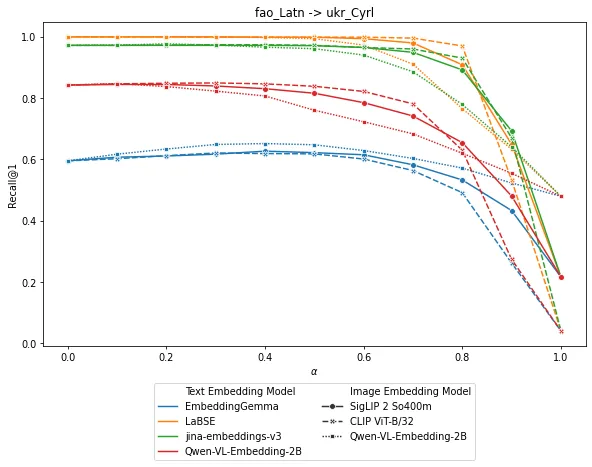 fao_Latn -> ukr_Cyrl
Recall@1
1.0
0.8
0.6
0.4
0.2
0.0
0.0 0.2 0.4 0.6 0.8 1.0
α
Text Embedding Model
EmbeddingGemma
LaBSE
jina-embeddings-v3
Qwen-VL-Embedding-2B
Image Embedding Model
SigLIP 2 So400m
CLIP ViT-B/32
Qwen-VL-Embedding-2B